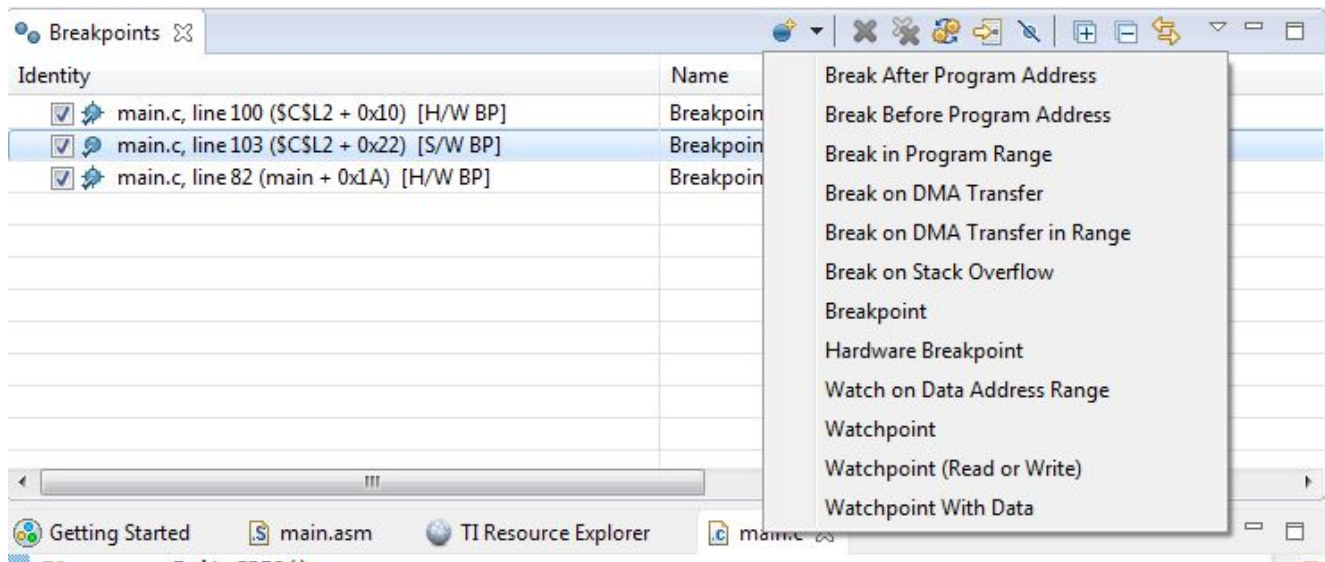 Breakpoints
Identity Name
main.c, line 100 ($C$L2 + 0x10) [H/W BP] Breakpoin
main.c, line 103 ($C$L2 + 0x22) [S/W BP] Breakpoin
main.c, line 82 (main + 0x1A) [H/W BP] Breakpoin
Break After Program Address
Break Before Program Address
Break in Program Range
Break on DMA Transfer
Break on DMA Transfer in Range
Break on Stack Overflow
Breakpoint
Hardware Breakpoint
Watch on Data Address Range
Watchpoint
Watchpoint (Read or Write)
Watchpoint With Data
Getting Started main.asm TI Resource Explorer main.c